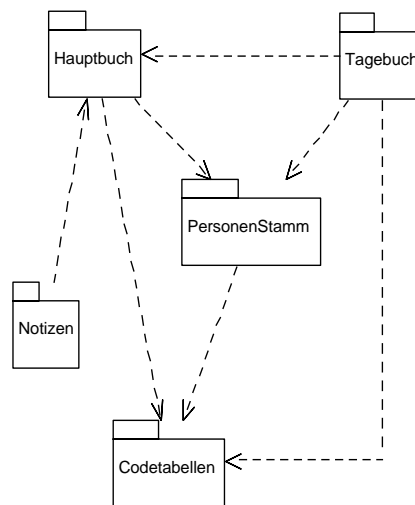 Hauptbuch
Tagebuch
PersonenStamm
Notizen
Codetabellen